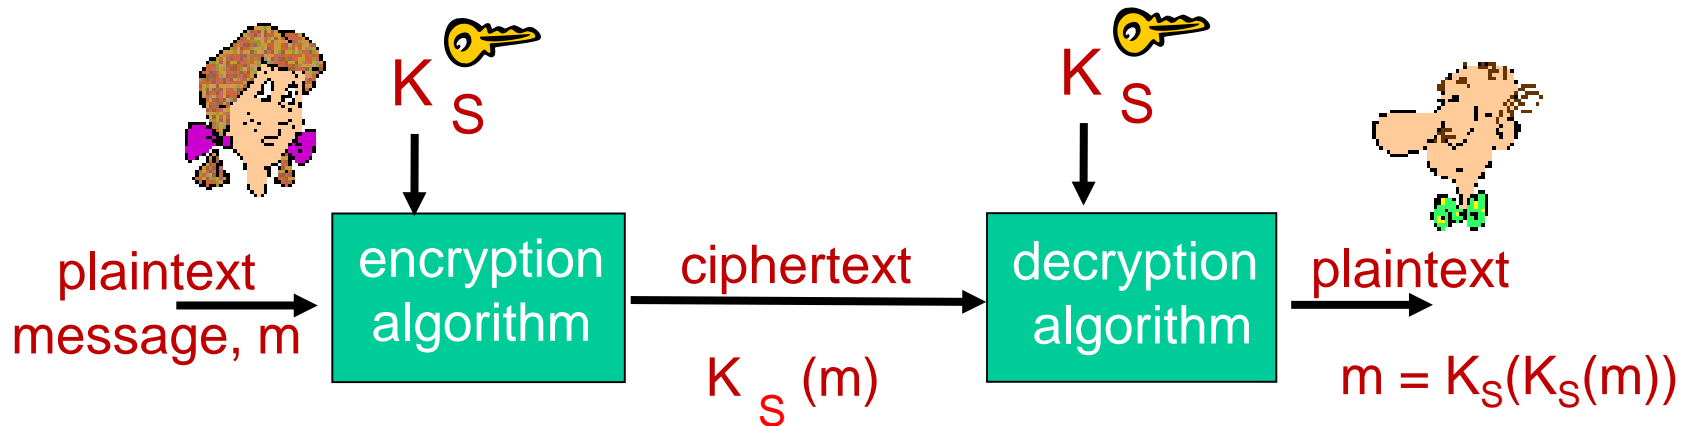 K S
K S
plaintext
message, m
encryption
algorithm
ciphertext
K S (m)
decryption
algorithm
plaintext
m = KS(KS(m))